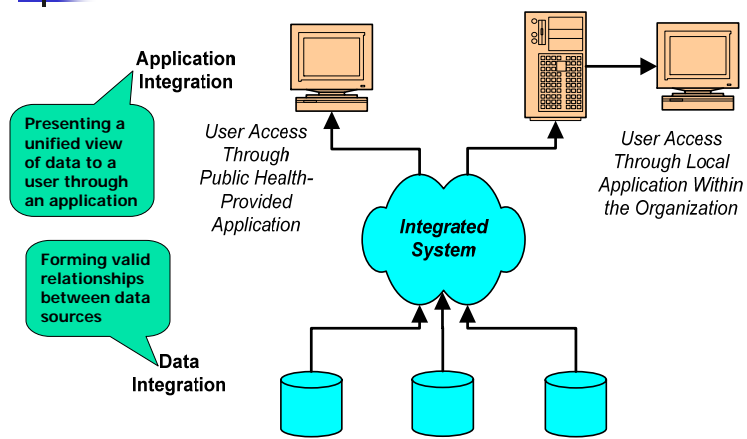 Application
Integration
Presenting a
unified view
of data to a
user through
an application
User Access
Through
Public Health-
Provided
Application
User Access
Through Local
Application Within
the Organization
Integrated
System
Forming valid
relationships
between data
sources
Data
Integration